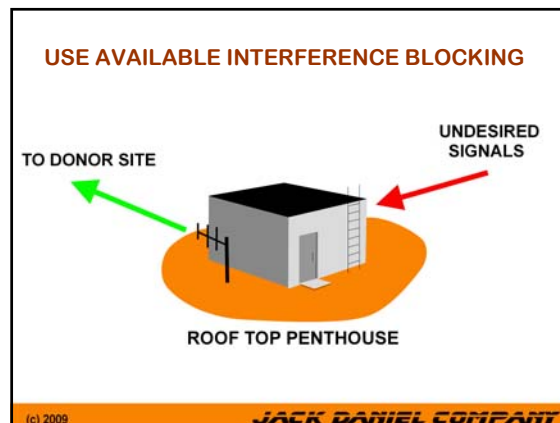 USE AVAILABLE INTERFERENCE BLOCKING
UNDESIRED
SIGNALS
TO DONOR SITE
ROOF TOP PENTHOUSE
(c) 2009
JACK DANIEL COMPANY